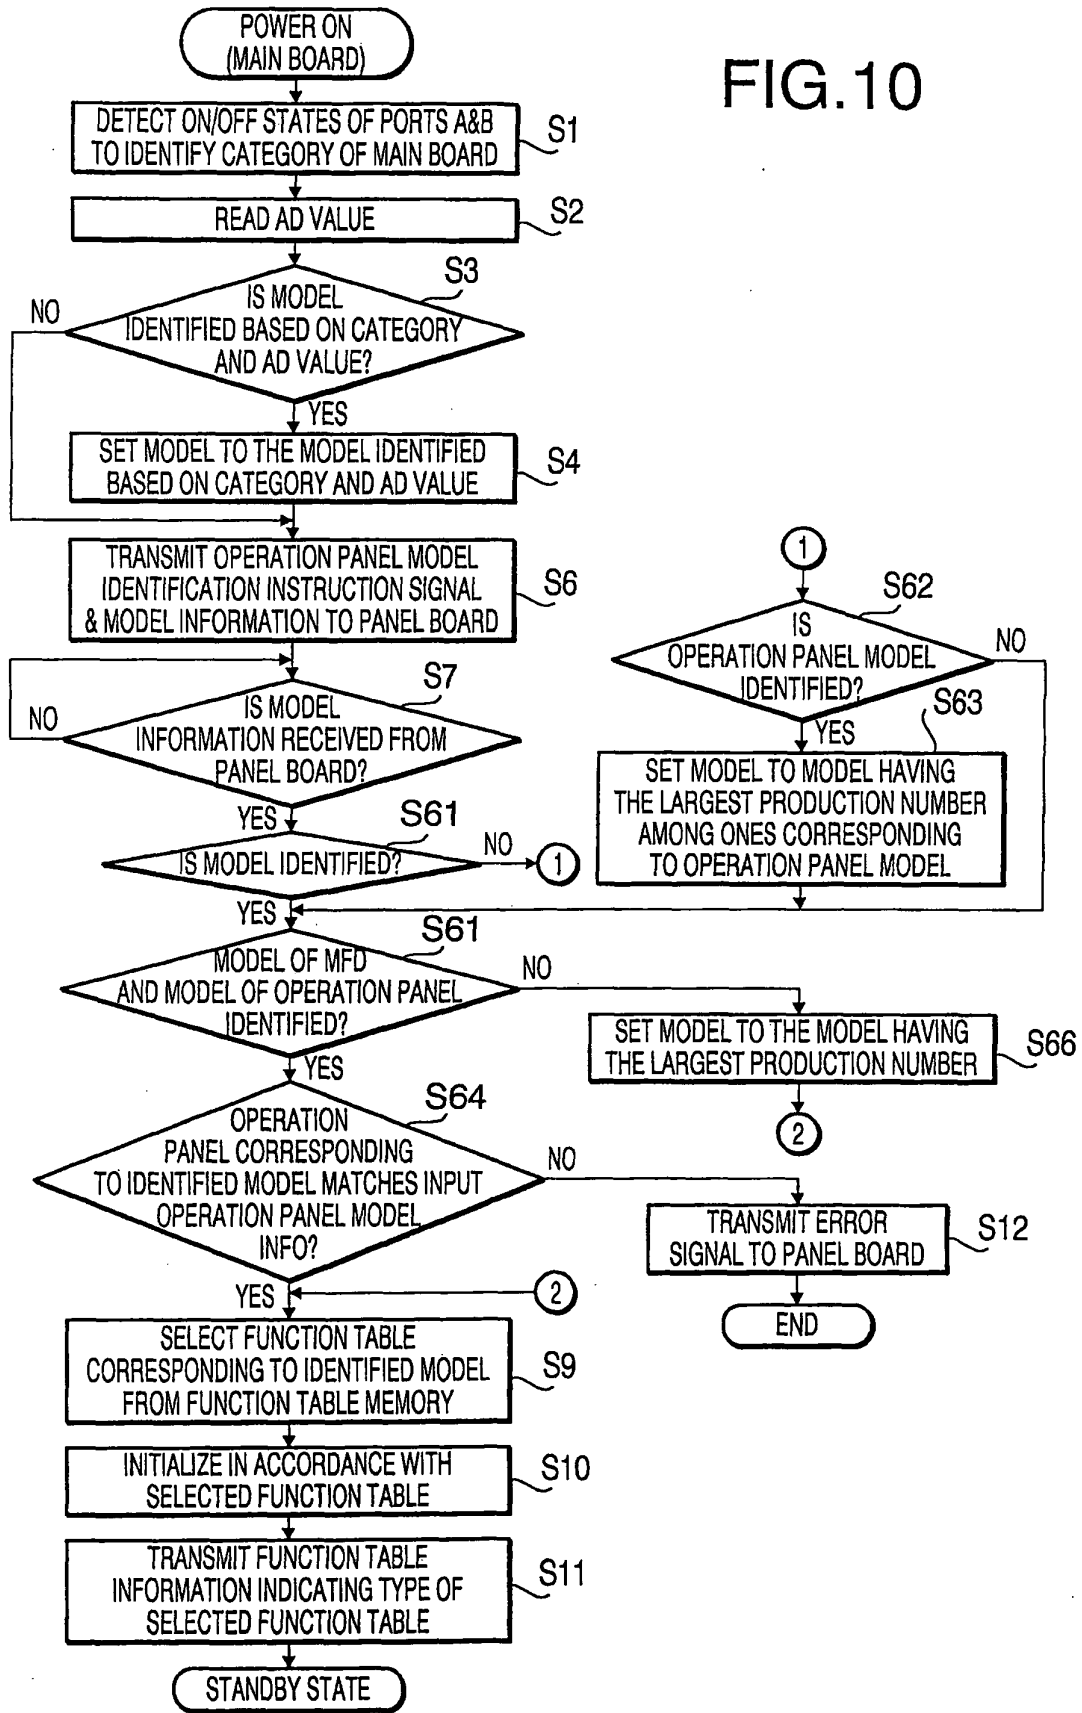 FIG.10
POWER ON
(MAIN BOARD)
DETECT ON/OFF STATES OF PORTS A&B
TO IDENTIFY CATEGORY OF MAIN BOARD
S1
READ AD VALUE
S2
S3
IS MODEL
IDENTIFIED BASED ON CATEGORY
AND AD VALUE?
NO
YES
SET MODEL TO THE MODEL IDENTIFIED
BASED ON CATEGORY AND AD VALUE
S4
TRANSMIT OPERATION PANEL MODEL
IDENTIFICATION INSTRUCTION SIGNAL
& MODEL INFORMATION TO PANEL BOARD
S6
S7
IS MODEL
INFORMATION RECEIVED FROM
PANEL BOARD?
NO
YES
S61
IS MODEL IDENTIFIED?
NO
1
YES
1
S62
IS
OPERATION PANEL MODEL
IDENTIFIED?
NO
YES
S63
SET MODEL TO MODEL HAVING
THE LARGEST PRODUCTION NUMBER
AMONG ONES CORRESPONDING
TO OPERATION PANEL MODEL
S61
MODEL OF MFD
AND MODEL OF OPERATION PANEL
IDENTIFIED?
NO
YES
SET MODEL TO THE MODEL HAVING
THE LARGEST PRODUCTION NUMBER
S66
2
S64
OPERATION
PANEL CORRESPONDING
TO IDENTIFIED MODEL MATCHES INPUT
OPERATION PANEL MODEL
INFO?
NO
YES
TRANSMIT ERROR
SIGNAL TO PANEL BOARD
S12
END
2
SELECT FUNCTION TABLE
CORRESPONDING TO IDENTIFIED MODEL
FROM FUNCTION TABLE MEMORY
S9
INITIALIZE IN ACCORDANCE WITH
SELECTED FUNCTION TABLE
S10
TRANSMIT FUNCTION TABLE
INFORMATION INDICATING TYPE OF
SELECTED FUNCTION TABLE
S11
STANDBY STATE